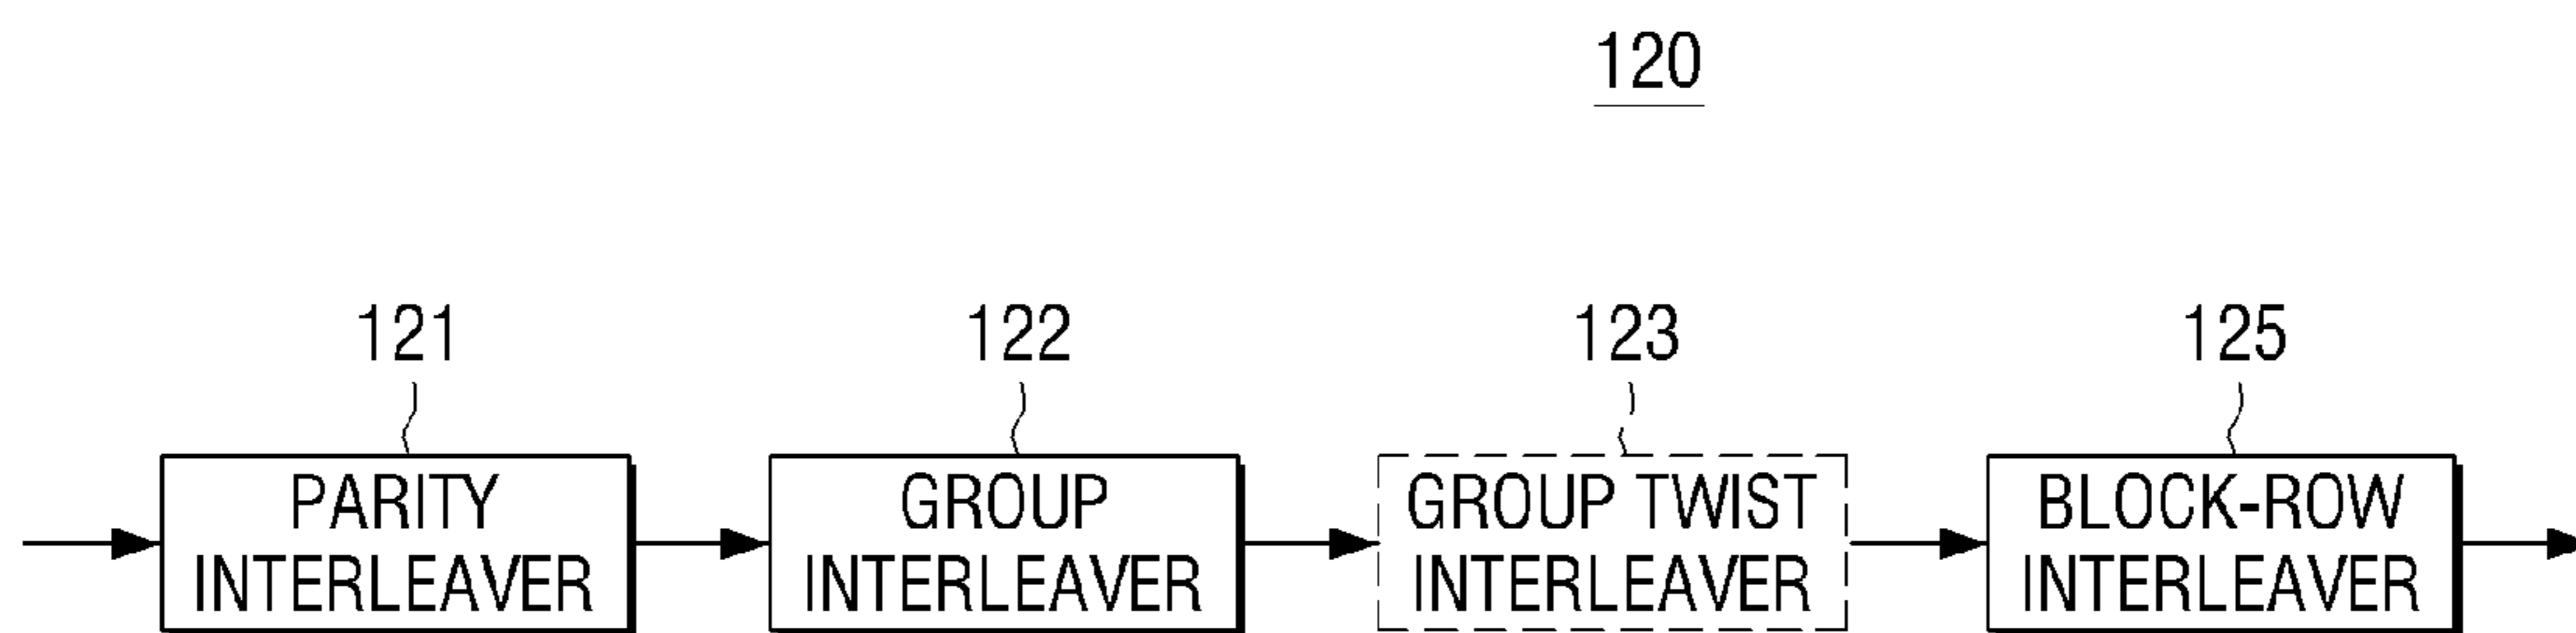 120
121
122
123
125
PARITY
INTERLEAVER
GROUP
INTERLEAVER
GROUP TWIST
INTERLEAVER
BLOCK-ROW
INTERLEAVER